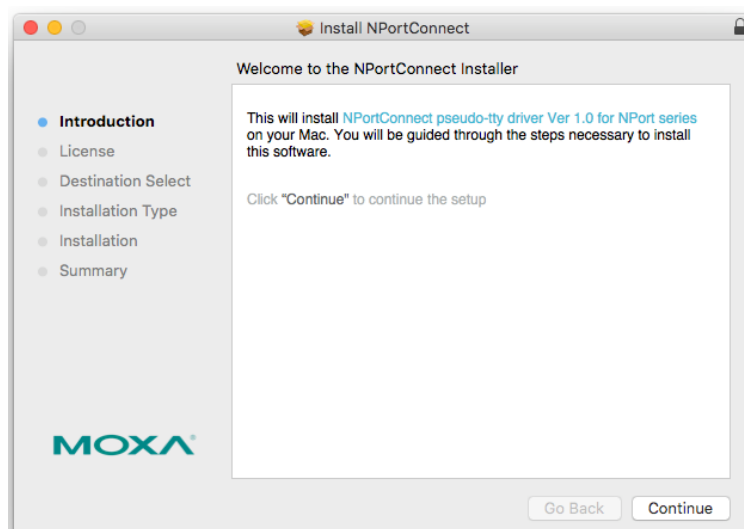 Install NPortConnect
Welcome to the NPortConnect Installer
Introduction
License
Destination Select
Installation Type
Installation
Summary
This will install NPortConnect pseudo-tty driver Ver 1.0 for NPort series
on your Mac. You will be guided through the steps necessary to install
this software.
Click “Continue” to continue the setup
MOXA®
Go Back
Continue